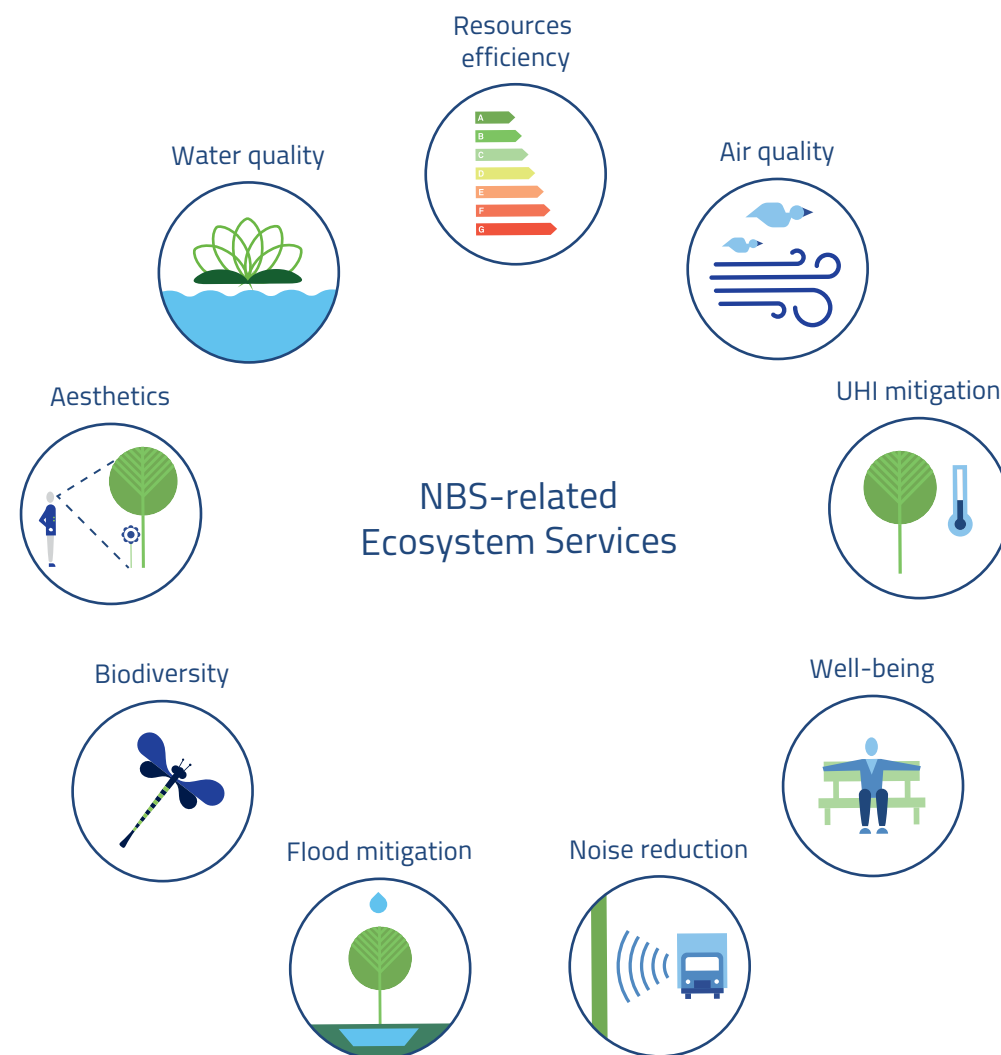 Resources
efficiency
A
B
C
D
E
F
G
Water quality
Air quality
Aesthetics
UHI mitigation
NBS-related
Ecosystem Services
Biodiversity
Well-being
Flood mitigation
Noise reduction